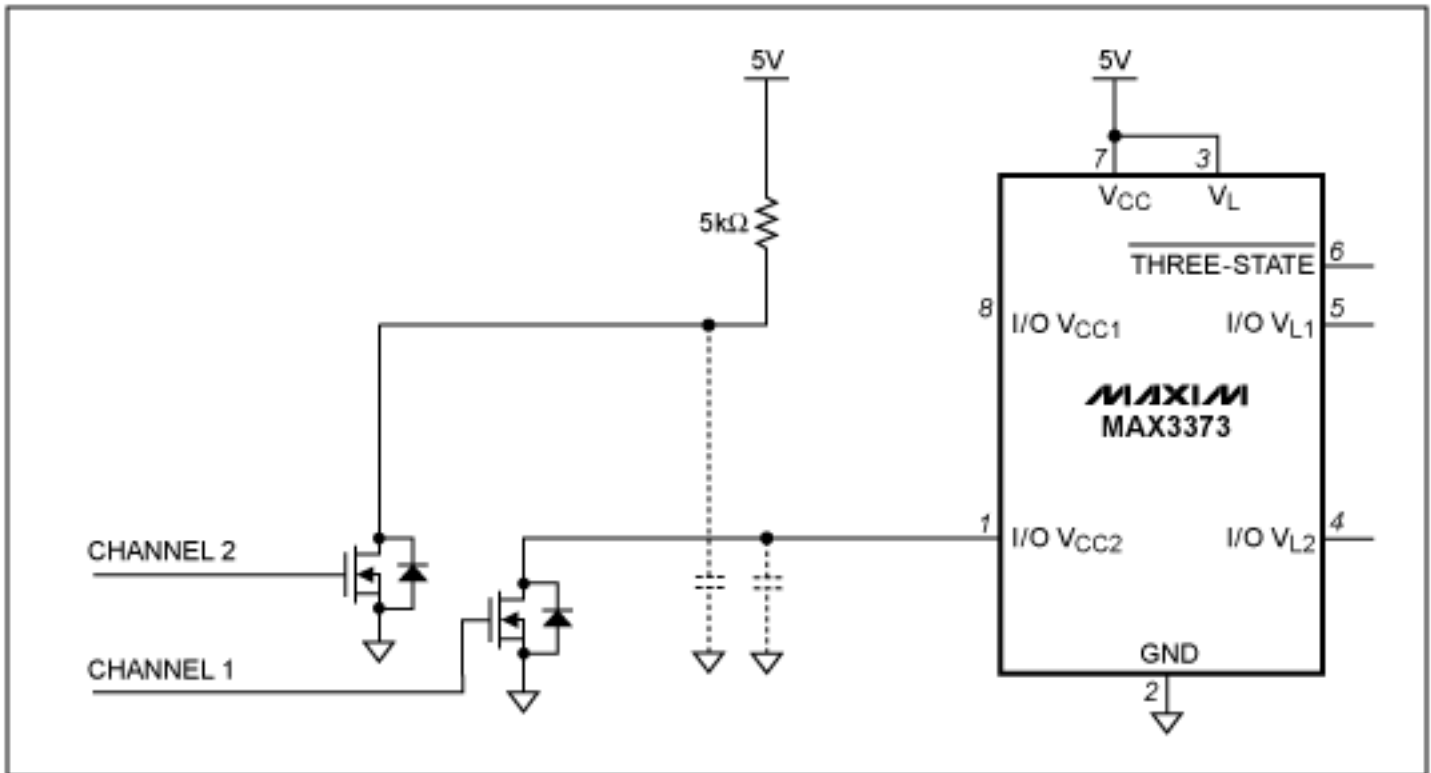 5V
5V
7
3
VCC
VL
5kΩ
THREE-STATE
6
8
I/O VCC1
I/O VL1
5
MAXIM
MAX3373
CHANNEL 2
1
I/O VCC2
I/O VL2
4
CHANNEL 1
GND
2